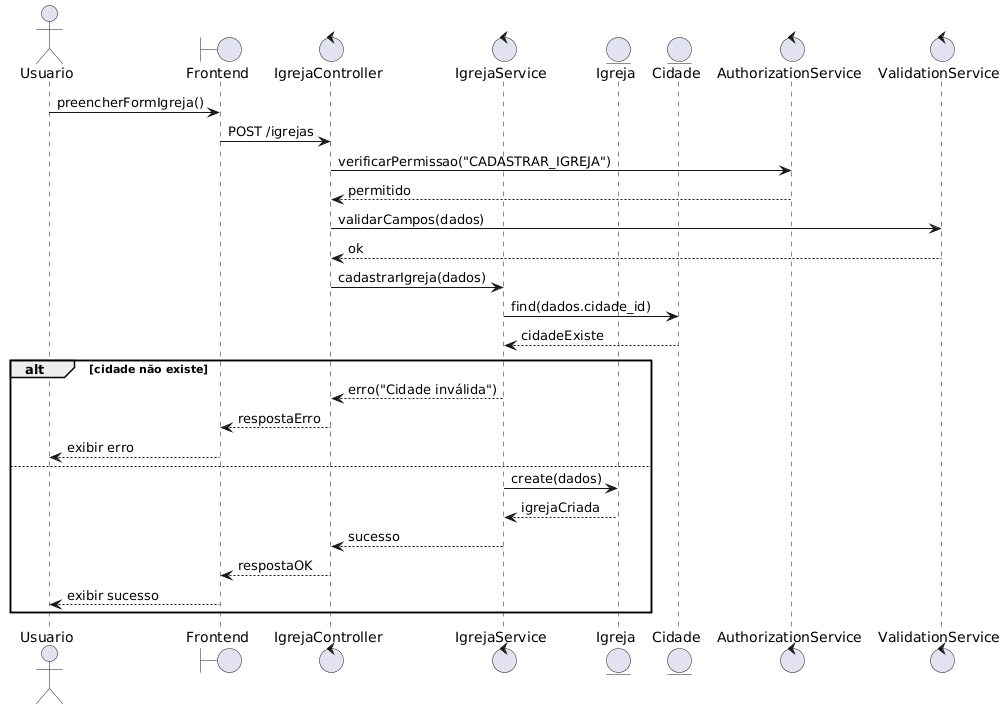 Usuario
Frontend
IgrejaController
IgrejaService
Igreja
Cidade
AuthorizationService
ValidationService
preencherFormIgreja()
POST /igrejas
verificarPermissao("CADASTRAR_IGREJA")
permitido
validarCampos(dados)
ok
cadastrarIgreja(dados)
find(dados.cidade_id)
cidadeExiste
alt [cidade não existe]
erro("Cidade inválida")
respostaErro
exibir erro
create(dados)
igrejaCriada
sucesso
respostaOK
exibir sucesso
Usuario
Frontend
IgrejaController
IgrejaService
Igreja
Cidade
AuthorizationService
ValidationService